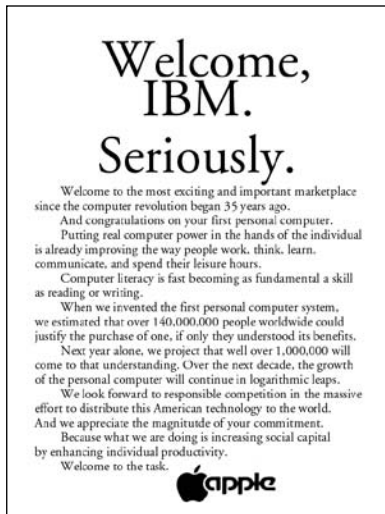 Welcome,
IBM.
Seriously.
Welcome to the most exciting and important marketplace
since the computer revolution began 35 years ago.
And congratulations on your first personal computer.
Putting real computer power in the hands of the individual
is already improving the way people work, think, learn,
communicate, and spend their leisure hours.
Computer literacy is fast becoming as fundamental a skill
as reading or writing.
When we invented the first personal computer system,
we estimated that over 140,000,000 people worldwide could
justify the purchase of one, if only they understood its benefits.
Next year alone, we project that well over 1,000,000 will
come to that understanding. Over the next decade, the growth
of the personal computer will continue in logarithmic leaps.
We look forward to responsible competition in the massive
effort to distribute this American technology to the world.
And we appreciate the magnitutde of your commitment.
Because what we are doing is increasing social capital
by enhancing individual productivity.
Welcome to the task.
apple